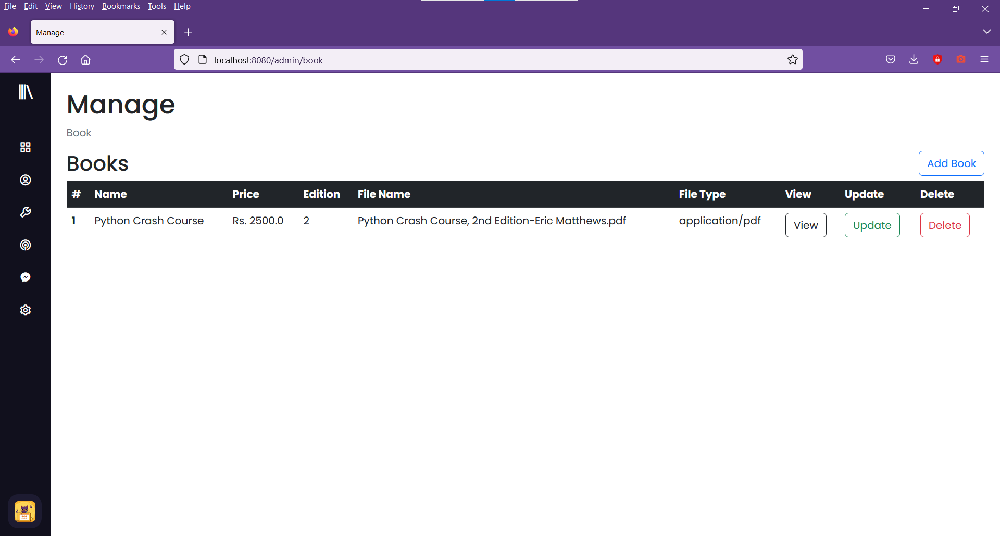 File Edit View History Bookmarks Tools Help
Manage
localhost:8080/admin/book
Manage
Book
Books
Add Book
# Name Price Edition File Name File Type View Update Delete
1 Python Crash Course Rs. 2500.0 2 Python Crash Course, 2nd Edition-Eric Matthews.pdf application/pdf View Update Delete
404